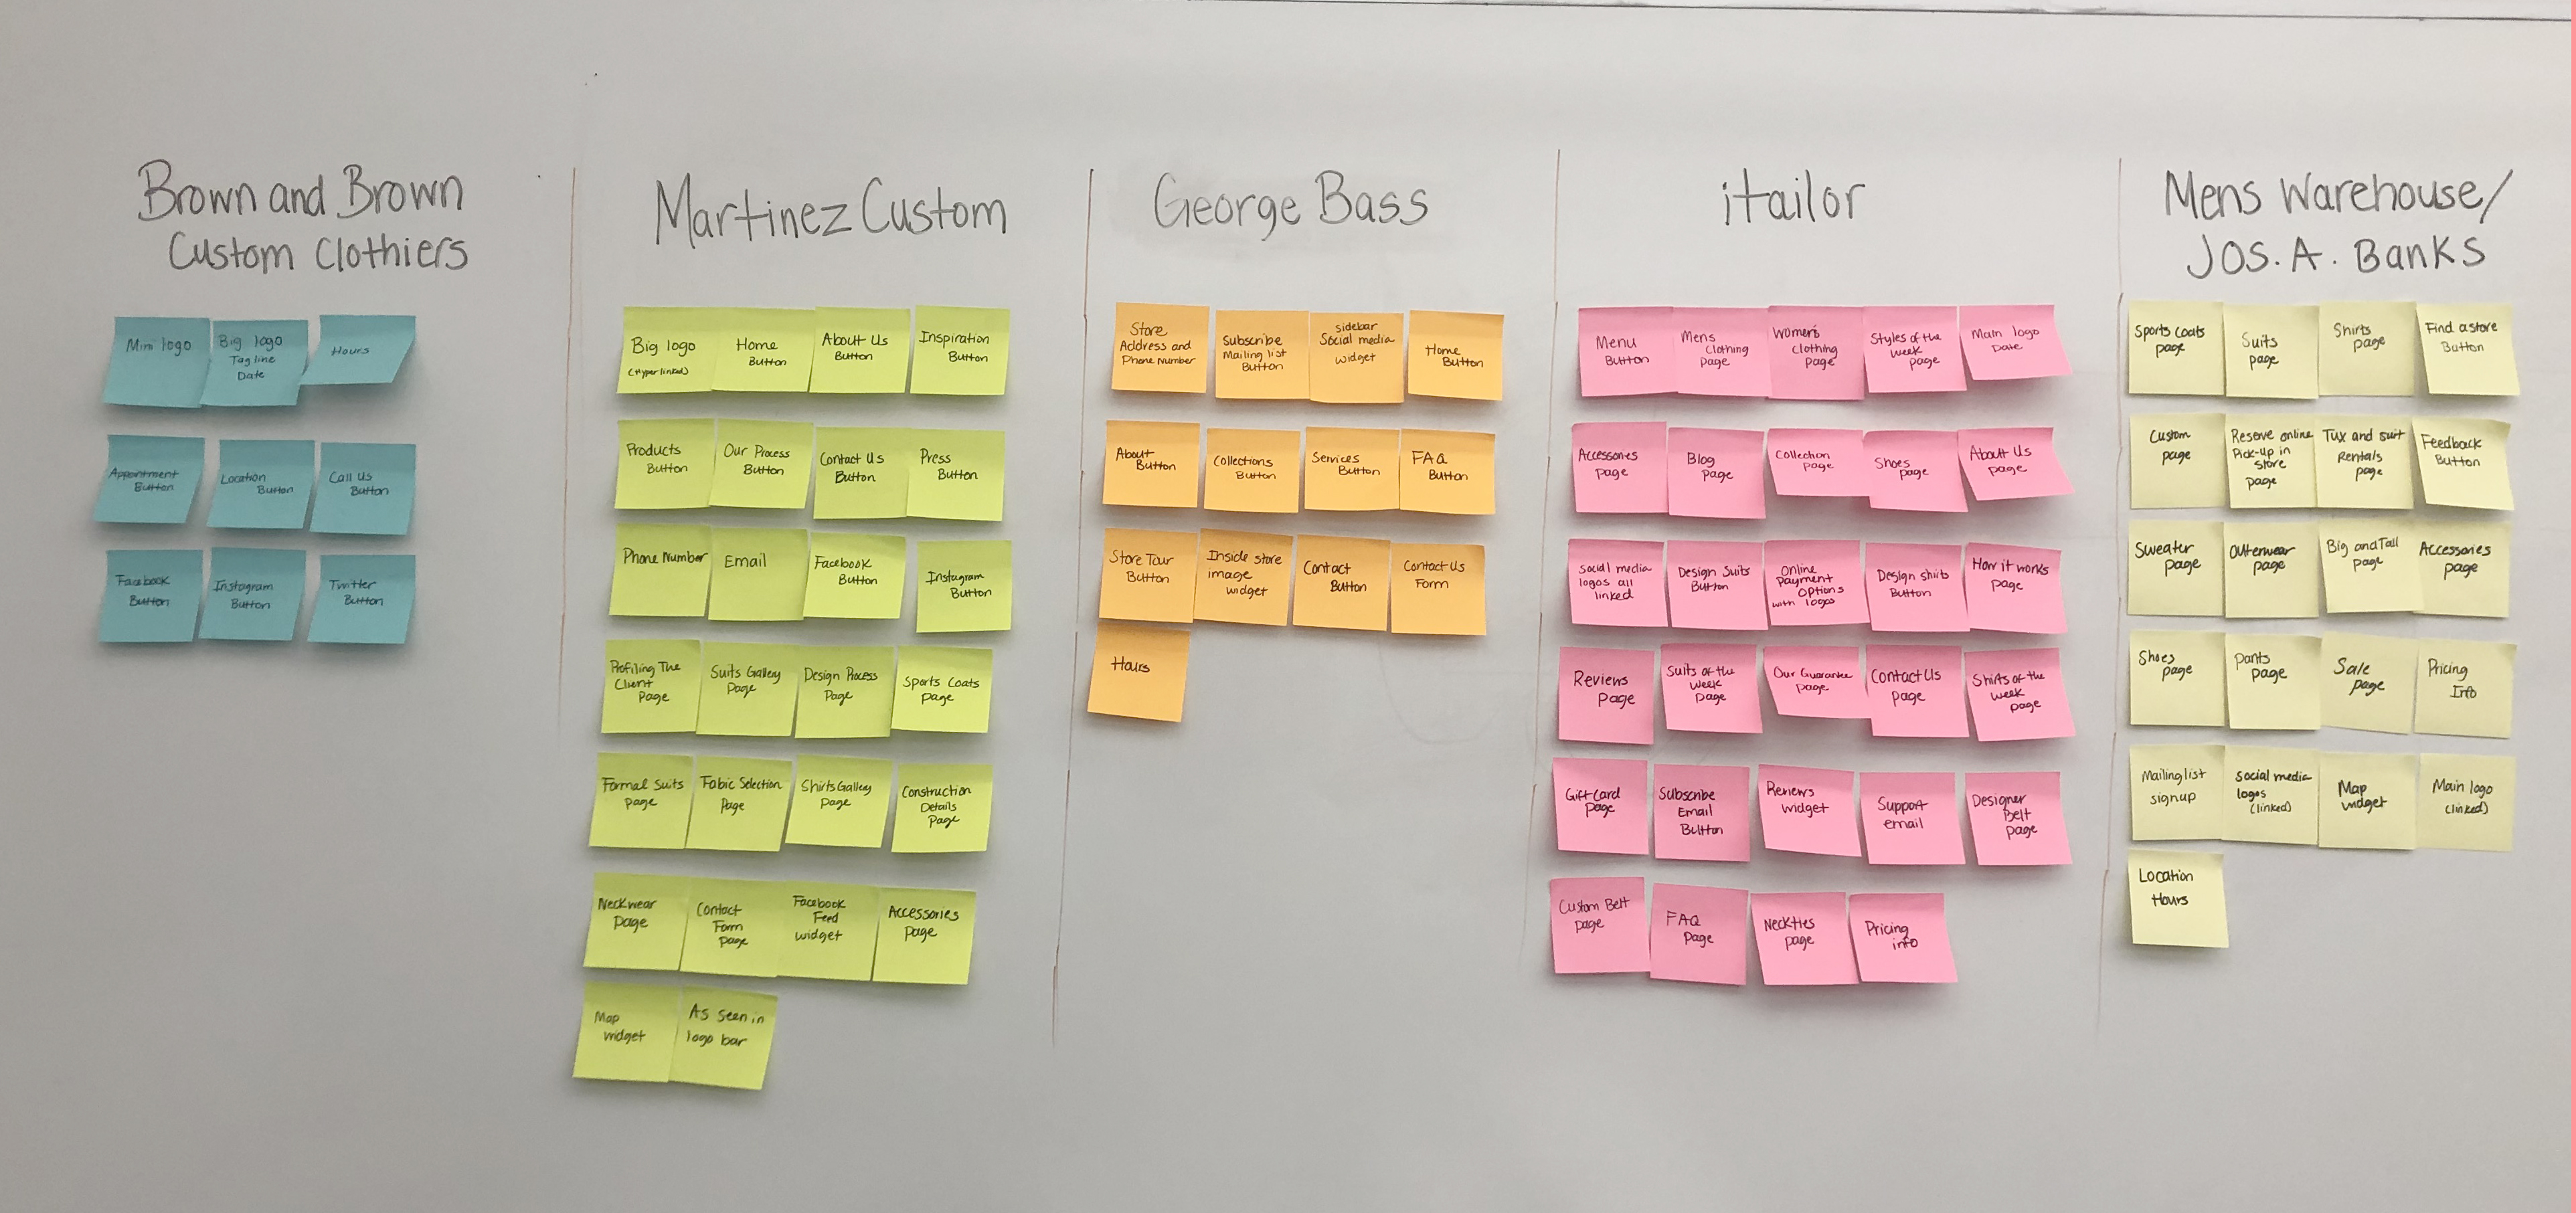 Brown and Brown
Custom Clothiers
Mini logo
Big logo
Tag line
Date
Hours
Appointment
Button
Location
Button
Call Us
Button
Facebook
Button
Instagram
Button
Twitter
Button
Martinez Custom
Big logo
(Hyperlinked)
Home
Button
About Us
Button
Inspiration
Button
Products
Button
Our Process
Button
Contact Us
Button
Press
Button
Phone Number
Email
Facebook
Button
Instagram
Button
Profiling The
Client
Page
Suits Gallery
Page
Design Process
Page
Sports Coats
page
Formal Suits
page
Fabic Selection
Page
Shirts Gallery
page
Construction
Details
Page
Neckwear
Page
Contact
Form
page
Facebook
Feed
widget
Accessories
Page
Map
widget
As seen in
logo bar
George Bass
Store
Address and
Phone Number
Subscribe
Mailing list
Button
sidebar
Social media
widget
Home
Button
About
Button
Collections
Button
Services
Button
FAQ
Button
Store Tour
Button
Inside store
image
widget
Contact
Button
Contact Us
Form
Hours
itailor
Menu
Button
Mens
Clothing
page
Women's
Clothing
page
Styles of the
week
page
Main logo
Date
Accessories
page
Blog
Page
Collection
page
Shoes
page
About Us
page
Social media
logos all
linked
Design Suits
Button
Online
Payment
Options
with logos
Design shirts
Button
How it works
page
Reviews
Page
Suits of the
week
page
Our Guarantee
page
Contact Us
page
Shirts of the
week
page
Gift Card
page
Subscribe
Email
Button
Reviews
widget
Support
email
Designer
Belt
page
Custom Belt
page
FAQ
Page
Neckties
page
Pricing
info
Mens Warehouse/
Jos. A. Banks
Sports Coats
page
Suits
page
Shirts
page
Find a store
Button
Custom
page
Reserve online
Pick-up in
store
page
Tux and suit
Rentals
page
Feedback
Button
Sweater
page
Outerwear
page
Big and Tall
page
Accessories
page
Shoes
page
pants
page
Sale
page
Pricing
Info
Mailing list
signup
Social media
logos
(linked)
Map
widget
Main logo
(linked)
Location
Hours